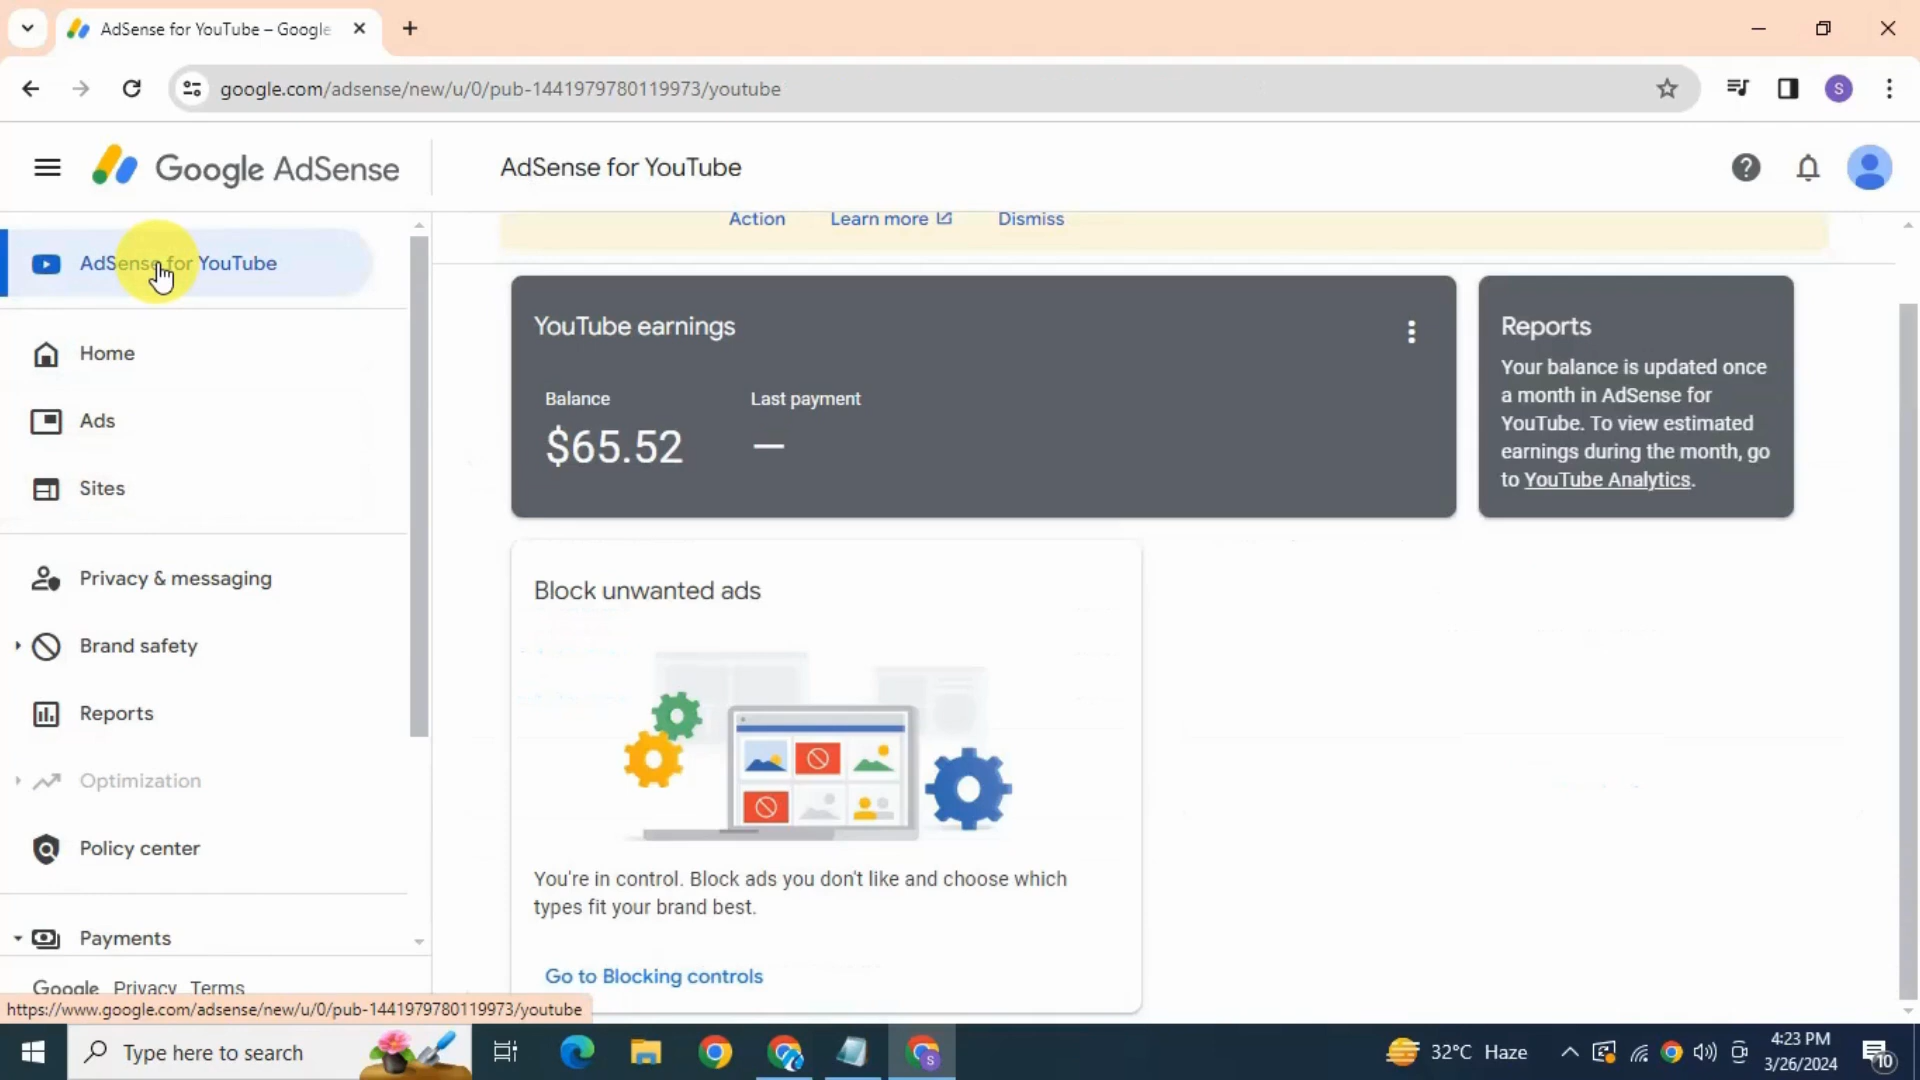 AdSense for YouTube – Google
google.com/adsense/new/u/0/pub-1441979780119973/youtube
S
Google AdSense
AdSense for YouTube
Action Learn more Dismiss
AdSense for YouTube
Home
Ads
Sites
Privacy & messaging
Brand safety
Reports
Optimization
Policy center
Payments
Google Privacy Terms
https://www.google.com/adsense/new/u/0/pub-1441979780119973/youtube
YouTube earnings
Balance
Last payment
$65.52
—
Reports
Your balance is updated once
a month in AdSense for
YouTube. To view estimated
earnings during the month, go
to YouTube Analytics.
Block unwanted ads
You're in control. Block ads you don't like and choose which
types fit your brand best.
Go to Blocking controls
Type here to search
S
32°C Haze
4:23 PM
3/26/2024
10